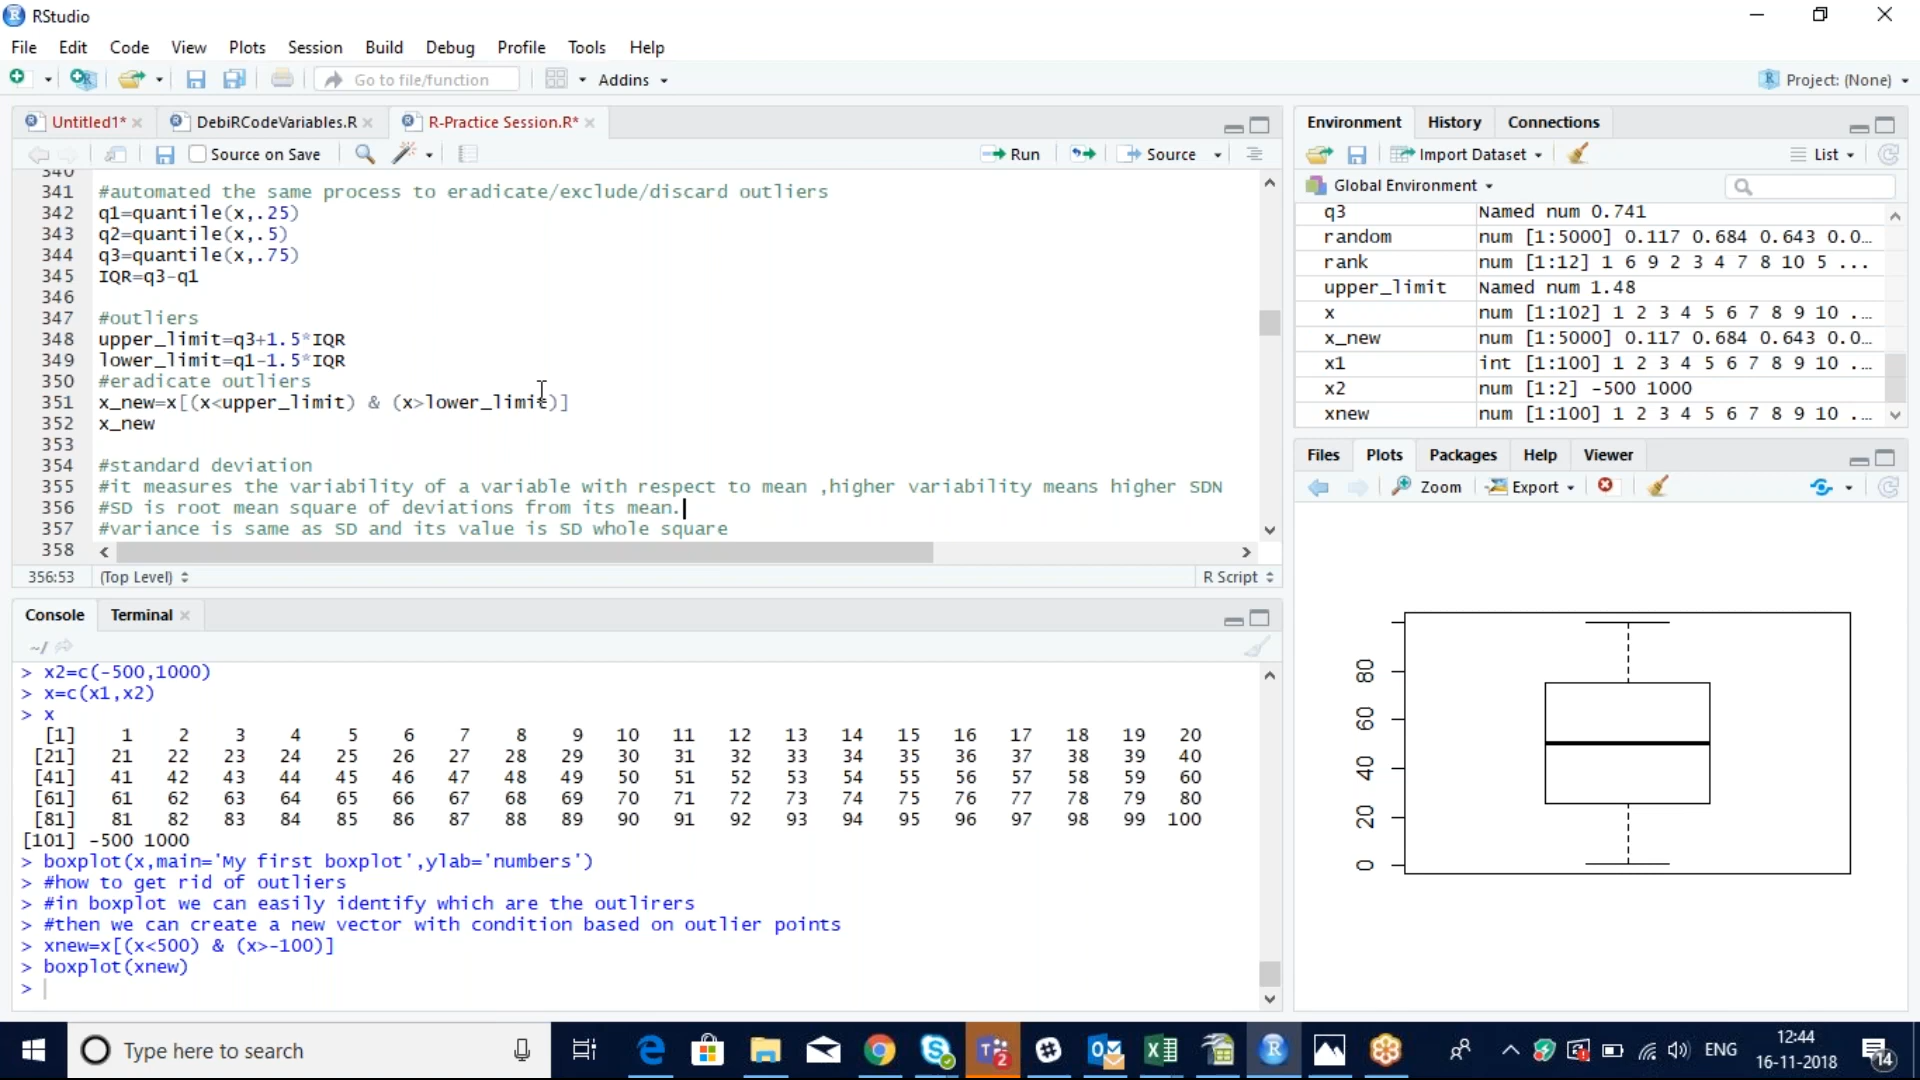 RStudio
File Edit Code View Plots Session Build Debug Profile Tools Help
Go to file/function Addins Project: (None)
Untitled1* DebiRCodeVariables.R R-Practice Session.R*
Source on Save Run Source
340
341 #automated the same process to eradicate/exclude/discard outliers
342 q1=quantile(x,.25)
343 q2=quantile(x,.5)
344 q3=quantile(x,.75)
345 IQR=q3-q1
346
347 #outliers
348 upper_limit=q3+1.5*IQR
349 lower_limit=q1-1.5*IQR
350 #eradicate outliers
351 x_new=x[(x<upper_limit) & (x>lower_limit)]
352 x_new
353
354 #standard deviation
355 #it measures the variability of a variable with respect to mean ,higher variability means higher SDN
356 #SD is root mean square of deviations from its mean.
357 #variance is same as SD and its value is SD whole square
358
356:53 (Top Level) R Script
Console Terminal
~/
> x2=c(-500,1000)
> x=c(x1,x2)
> x
[1] 1 2 3 4 5 6 7 8 9 10 11 12 13 14 15 16 17 18 19 20
[21] 21 22 23 24 25 26 27 28 29 30 31 32 33 34 35 36 37 38 39 40
[41] 41 42 43 44 45 46 47 48 49 50 51 52 53 54 55 56 57 58 59 60
[61] 61 62 63 64 65 66 67 68 69 70 71 72 73 74 75 76 77 78 79 80
[81] 81 82 83 84 85 86 87 88 89 90 91 92 93 94 95 96 97 98 99 100
[101] -500 1000
> boxplot(x,main='My first boxplot',ylab='numbers')
> #how to get rid of outliers
> #in boxplot we can easily identify which are the outlirers
> #then we can create a new vector with condition based on outlier points
> xnew=x[(x<500) & (x>-100)]
> boxplot(xnew)
>
Environment History Connections
Import Dataset List
Global Environment
q3 Named num 0.741
random num [1:5000] 0.117 0.684 0.643 0.0…
rank num [1:12] 1 6 9 2 3 4 7 8 10 5 ...
upper_limit Named num 1.48
x num [1:102] 1 2 3 4 5 6 7 8 9 10 .…
x_new num [1:5000] 0.117 0.684 0.643 0.0…
x1 int [1:100] 1 2 3 4 5 6 7 8 9 10 .…
x2 num [1:2] -500 1000
xnew num [1:100] 1 2 3 4 5 6 7 8 9 10 .…
Files Plots Packages Help Viewer
Zoom Export
80
60
40
20
0
Type here to search
ENG
12:44
16-11-2018
14